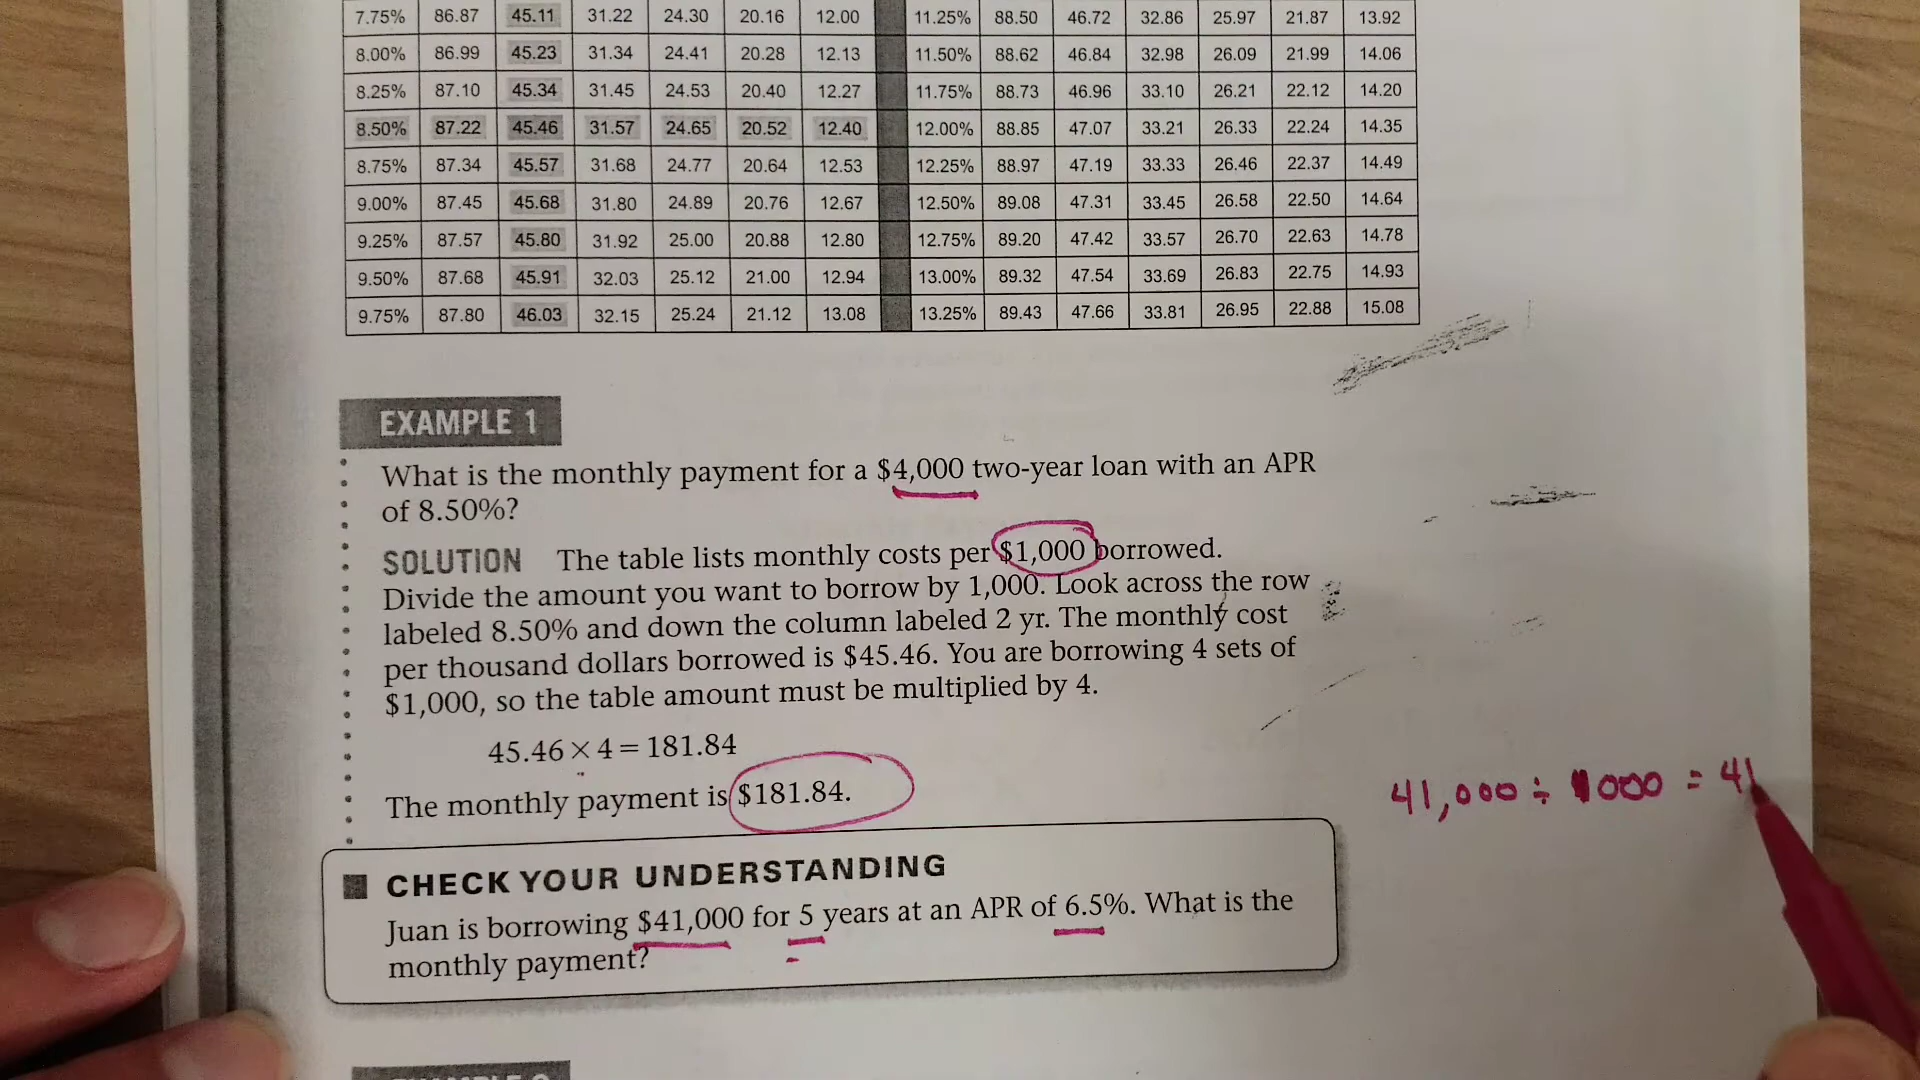 7.75% 86.87 45.11 31.22 24.30 20.16 12.00 11.25% 88.50 46.72 32.86 25.97 21.87 13.92
8.00% 86.99 45.23 31.34 24.41 20.28 12.13 11.50% 88.62 46.84 32.98 26.09 21.99 14.06
8.25% 87.10 45.34 31.45 24.53 20.40 12.27 11.75% 88.73 46.96 33.10 26.21 22.12 14.20
8.50% 87.22 45.46 31.57 24.65 20.52 12.40 12.00% 88.85 47.07 33.21 26.33 22.24 14.35
8.75% 87.34 45.57 31.68 24.77 20.64 12.53 12.25% 88.97 47.19 33.33 26.46 22.37 14.49
9.00% 87.45 45.68 31.80 24.89 20.76 12.67 12.50% 89.08 47.31 33.45 26.58 22.50 14.64
9.25% 87.57 45.80 31.92 25.00 20.88 12.80 12.75% 89.20 47.42 33.57 26.70 22.63 14.78
9.50% 87.68 45.91 32.03 25.12 21.00 12.94 13.00% 89.32 47.54 33.69 26.83 22.75 14.93
9.75% 87.80 46.03 32.15 25.24 21.12 13.08 13.25% 89.43 47.66 33.81 26.95 22.88 15.08
EXAMPLE 1
What is the monthly payment for a $4,000 two-year loan with an APR
of 8.50%?
SOLUTION The table lists monthly costs per $1,000 borrowed.
Divide the amount you want to borrow by 1,000. Look across the row
labeled 8.50% and down the column labeled 2 yr. The monthly cost
per thousand dollars borrowed is $45.46. You are borrowing 4 sets of
$1,000, so the table amount must be multiplied by 4.
45.46 × 4 = 181.84
The monthly payment is $181.84.
41,000 ÷ 1000 = 41
CHECK YOUR UNDERSTANDING
Juan is borrowing $41,000 for 5 years at an APR of 6.5%. What is the
monthly payment?